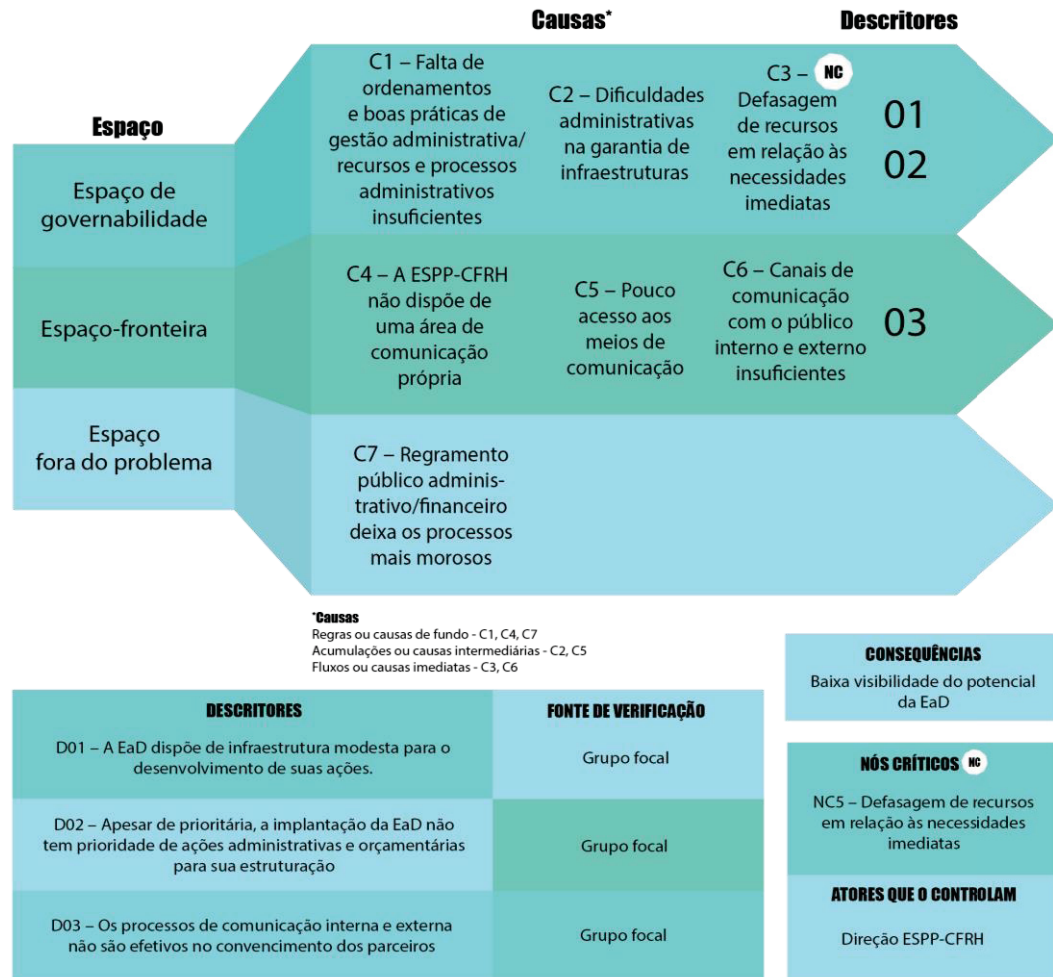 Causas*
Descritores
Espaço
C1 – Falta de
ordenamentos
e boas práticas de
gestão administrativa/
recursos e processos
administrativos
insuficientes
C2 – Dificuldades
administrativas
na garantia de
infraestruturas
C3 – NC
Defasagem
de recursos
em relação às
necessidades
imediatas
01
02
Espaço de
governabilidade
C4 – A ESPP-CFRH
não dispõe de
uma área de
comunicação
própria
C5 – Pouco
acesso aos
meios de
comunicação
C6 – Canais de
comunicação
com o público
interno e externo
insuficientes
03
Espaço-fronteira
Espaço
fora do problema
C7 – Regramento
público adminis-
trativo/financeiro
deixa os processos
mais morosos
*Causas
Regras ou causas de fundo - C1, C4, C7
Acumulações ou causas intermediárias - C2, C5
Fluxos ou causas imediatas - C3, C6
DESCRITORES
FONTE DE VERIFICAÇÃO
D01 – A EaD dispõe de infraestrutura modesta para o
desenvolvimento de suas ações.
Grupo focal
D02 – Apesar de prioritária, a implantação da EaD não
tem prioridade de ações administrativas e orçamentárias
para sua estruturação
Grupo focal
D03 – Os processos de comunicação interna e externa
não são efetivos no convencimento dos parceiros
Grupo focal
CONSEQUÊNCIAS
Baixa visibilidade do potencial
da EaD
NÓS CRÍTICOS NC
NC5 – Defasagem de recursos
em relação às necessidades
imediatas
ATORES QUE O CONTROLAM
Direção ESPP-CFRH